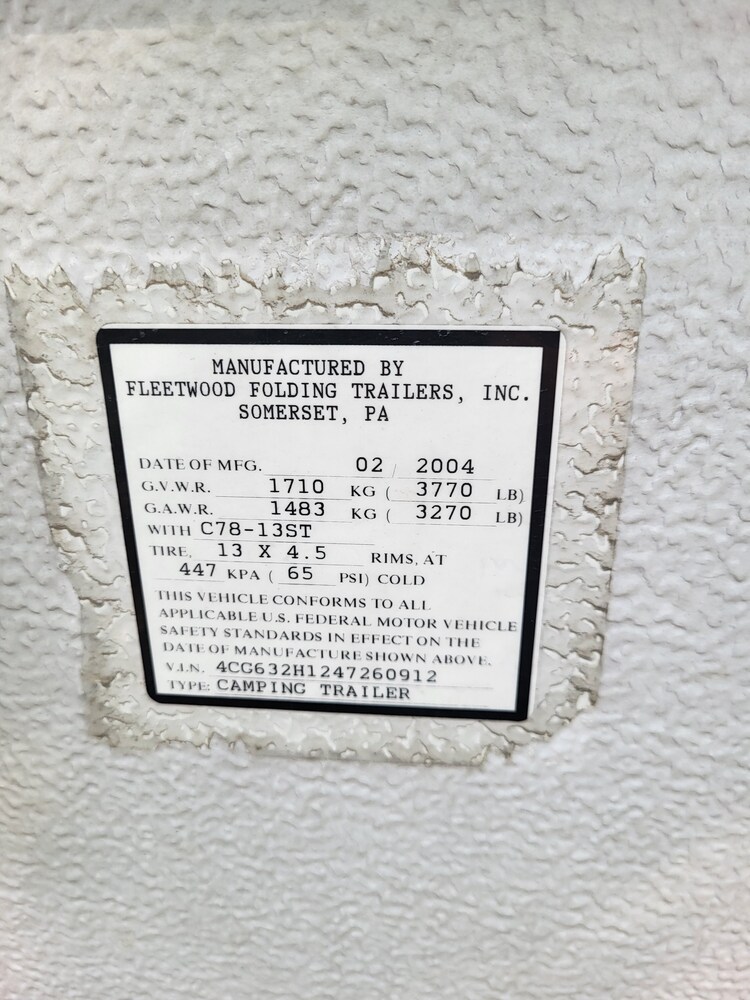 MANUFACTURED BY
FLEETWOOD FOLDING TRAILERS, INC.
SOMERSET, PA
DATE OF MFG. 02 / 2004
G.V.W.R. 1710 KG ( 3770 LB)
G.A.W.R. 1483 KG ( 3270 LB)
WITH C78-13ST
TIRE, 13 X 4.5 RIMS, AT
447 KPA ( 65 PSI) COLD
THIS VEHICLE CONFORMS TO ALL
APPLICABLE U.S. FEDERAL MOTOR VEHICLE
SAFETY STANDARDS IN EFFECT ON THE
DATE OF MANUFACTURE SHOWN ABOVE.
V.I.N. 4CG632H1247260912
TYPE: CAMPING TRAILER